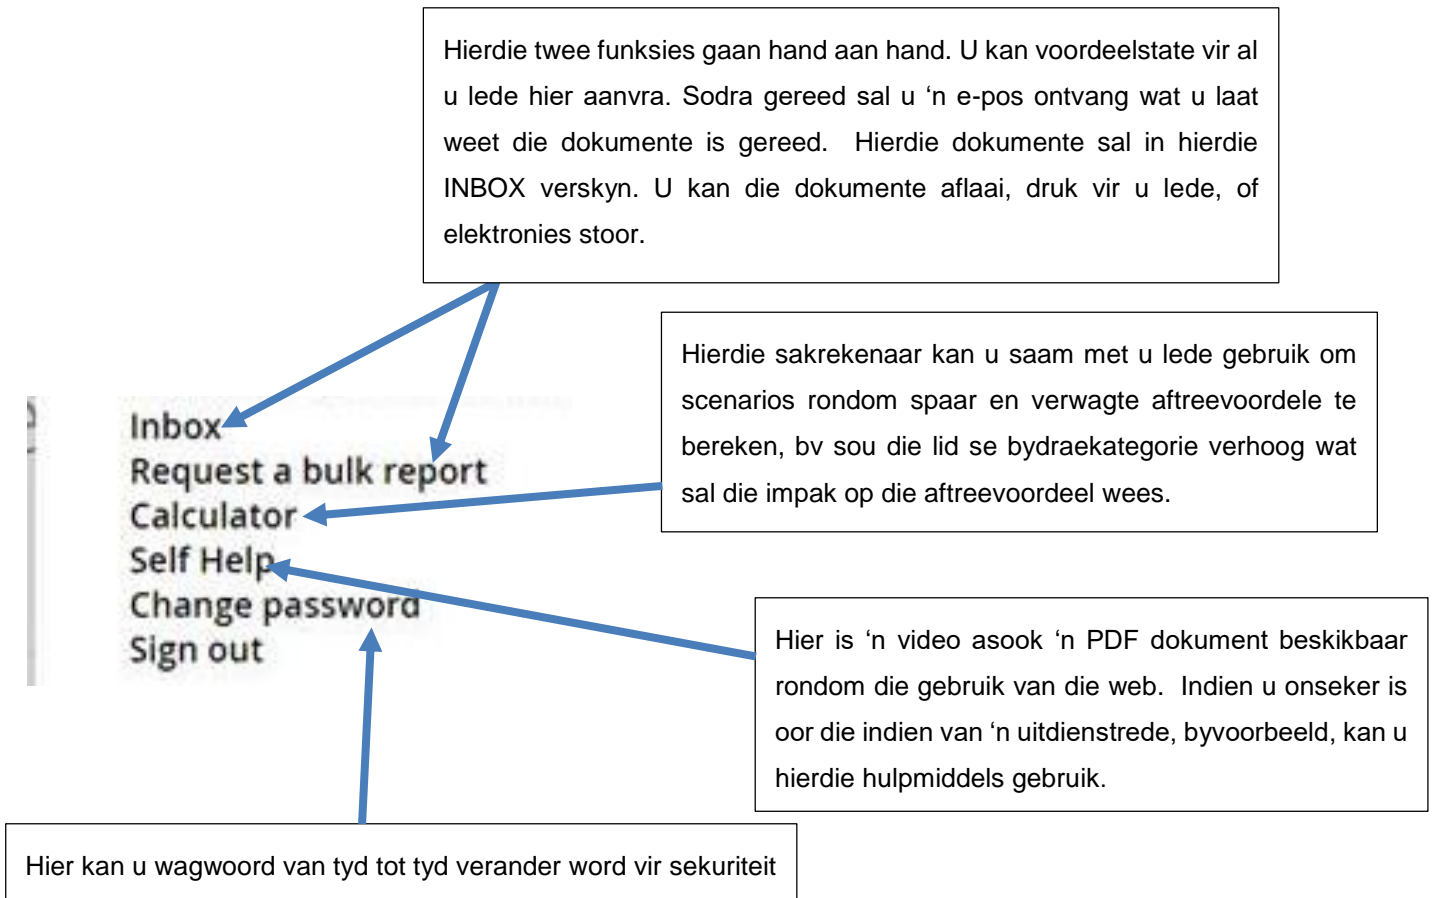 Hierdie twee funksies gaan hand aan hand. U kan voordeelstate vir al
u lede hier aanvra. Sodra gereed sal u ‘n e-pos ontvang wat u laat
weet die dokumente is gereed. Hierdie dokumente sal in hierdie
INBOX verskyn. U kan die dokumente aflaai, druk vir u lede, of
elektronies stoor.
Hierdie sakrekenaar kan u saam met u lede gebruik om
scenarios rondom spaar en verwagte aftreevoordele te
bereken, bv sou die lid se bydraekategorie verhoog wat
sal die impak op die aftreevoordeel wees.
Inbox
Request a bulk report
Calculator
Self Help
Change password
Sign out
Hier is ‘n video asook ‘n PDF dokument beskikbaar
rondom die gebruik van die web. Indien u onseker is
oor die indien van ‘n uitdienstrede, byvoorbeeld, kan u
hierdie hulpmiddels gebruik.
Hier kan u wagwoord van tyd tot tyd verander word vir sekuriteit